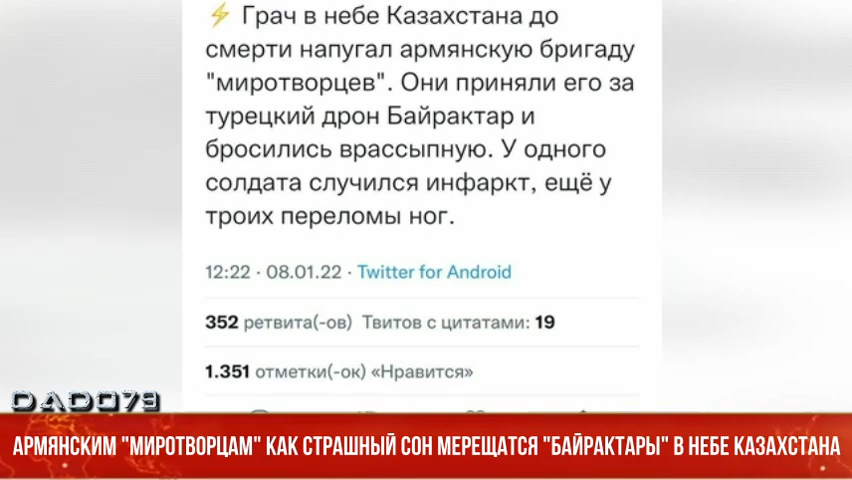 ⚡ Грач в небе Казахстана до
смерти напугал армянскую бригаду
"миротворцев". Они приняли его за
турецкий дрон Байрактар и
бросились врассыпную. У одного
солдата случился инфаркт, ещё у
троих переломы ног.
12:22 · 08.01.22 · Twitter for Android
352 ретвита(-ов) Твитов с цитатами: 19
1.351 отметки(-ок) «Нравится»
DADO73
АРМЯНСКИМ "МИРОТВОРЦАМ" КАК СТРАШНЫЙ СОН МЕРЕЩАТСЯ "БАЙРАКТАРЫ" В НЕБЕ КАЗАХСТАНА